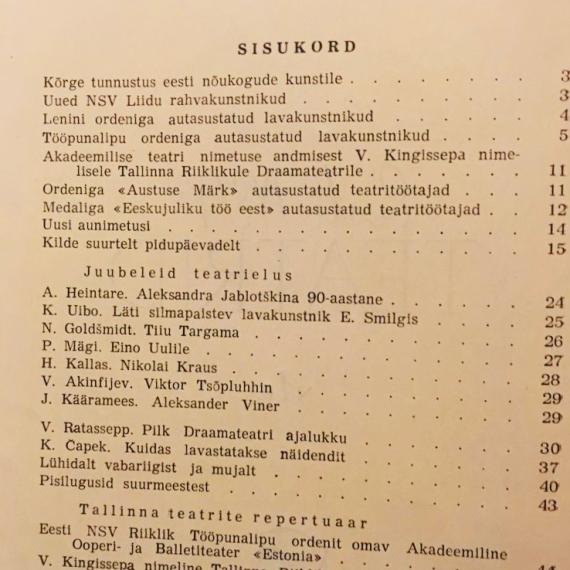 SISUKORD
Kõrge tunnustus eesti nõukogude kunstile . . . . . . . 3
Uued NSV Liidu rahvakunstnikud . . . . . . . . 3
Lenini ordeniga autasustatud lavakunstnikud . . . . . 4
Tööpunalipu ordeniga autasustatud lavakunstnikud . . . . 5
Akadeemilise teatri nimetuse andmisest V. Kingissepa nime-
lisele Tallinna Riiklikule Draamateatrile . . . . . . 11
Ordeniga «Austuse Märk» autasustatud teatritöötajad . . . 11
Medaliga «Eeskujuliku töö eest» autasustatud teatritöötajad . . 12
Uusi aunimetusi . . . . . . . . . . . . 14
Kilde suurtelt pidupäevadelt . . . . . . . . . 15
Juubeleid teatrielus
A. Heintare. Aleksandra Jablotškina 90-aastane . . . . . 24
K. Uibo. Läti silmapaistev lavakunstnik E. Smilgis . . . . 25
N. Goldšmidt. Tiiu Targama . . . . . . . . . 26
P. Mägi. Eino Uulile . . . . . . . . . . . 27
H. Kallas. Nikolai Kraus . . . . . . . . . . 28
V. Akinfijev. Viktor Tsõpluhhin . . . . . . . . 29
J. Kääramees. Aleksander Viner . . . . . . . . 29
V. Ratassepp. Pilk Draamateatri ajalukku . . . . . . 30
K. Čapek. Kuidas lavastatakse näidendit . . . . . . 37
Lühidalt vabariigist ja mujalt . . . . . . . . . 40
Pisilugusid suurmeestest . . . . . . . . . . 43
Tallinna teatrite repertuaar
Eesti NSV Riiklik Tööpunalipu ordenit omav Akadeemiline
Ooperi- ja Balletiteater «Estonia» . . . . . . .
V. Kingissepa nimeline Tallinna